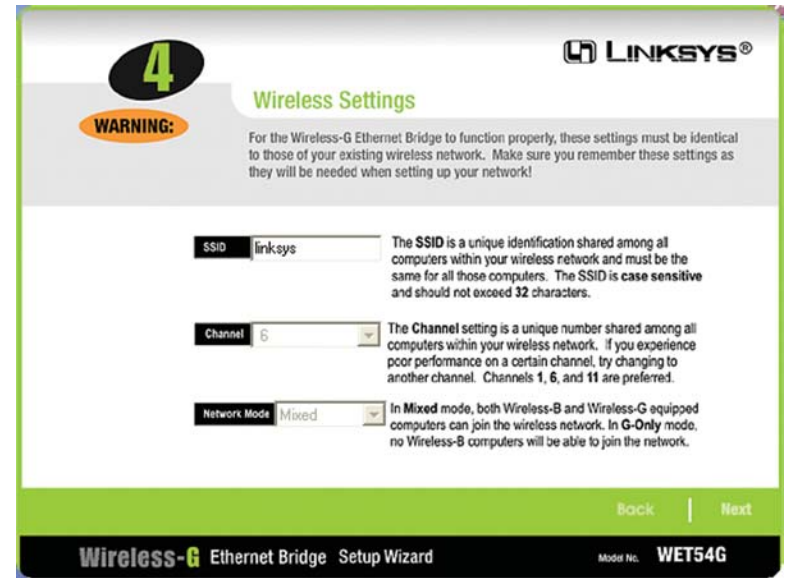 4
LINKSYS®
WARNING:
Wireless Settings
For the Wireless-G Ethernet Bridge to function properly, these settings must be identical
to those of your existing wireless network. Make sure you remember these settings as
they will be needed when setting up your network!
SSID linksys
The SSID is a unique identification shared among all
computers within your wireless network and must be the
same for all those computers. The SSID is case sensitive
and should not exceed 32 characters.
Channel 6
The Channel setting is a unique number shared among all
computers within your wireless network. If you experience
poor performance on a certain channel, try changing to
another channel. Channels 1, 6, and 11 are preferred.
Network Mode Mixed
In Mixed mode, both Wireless-B and Wireless-G equipped
computers can join the wireless network. In G-Only mode,
no Wireless-B computers will be able to join the network.
Back | Next
Wireless-G Ethernet Bridge Setup Wizard
Model No. WET54G